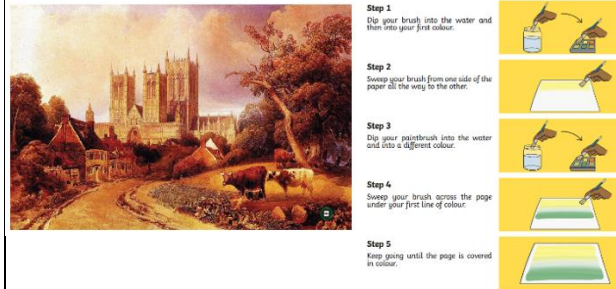 Step 1
Dip your brush into the water and
then into your first colour.
Step 2
Sweep your brush from one side of the
paper all the way to the other.
Step 3
Dip your paintbrush into the water
and into a different colour.
Step 4
Sweep your brush across the page
under your first line of colour.
Step 5
Keep going until the page is covered
in colour.